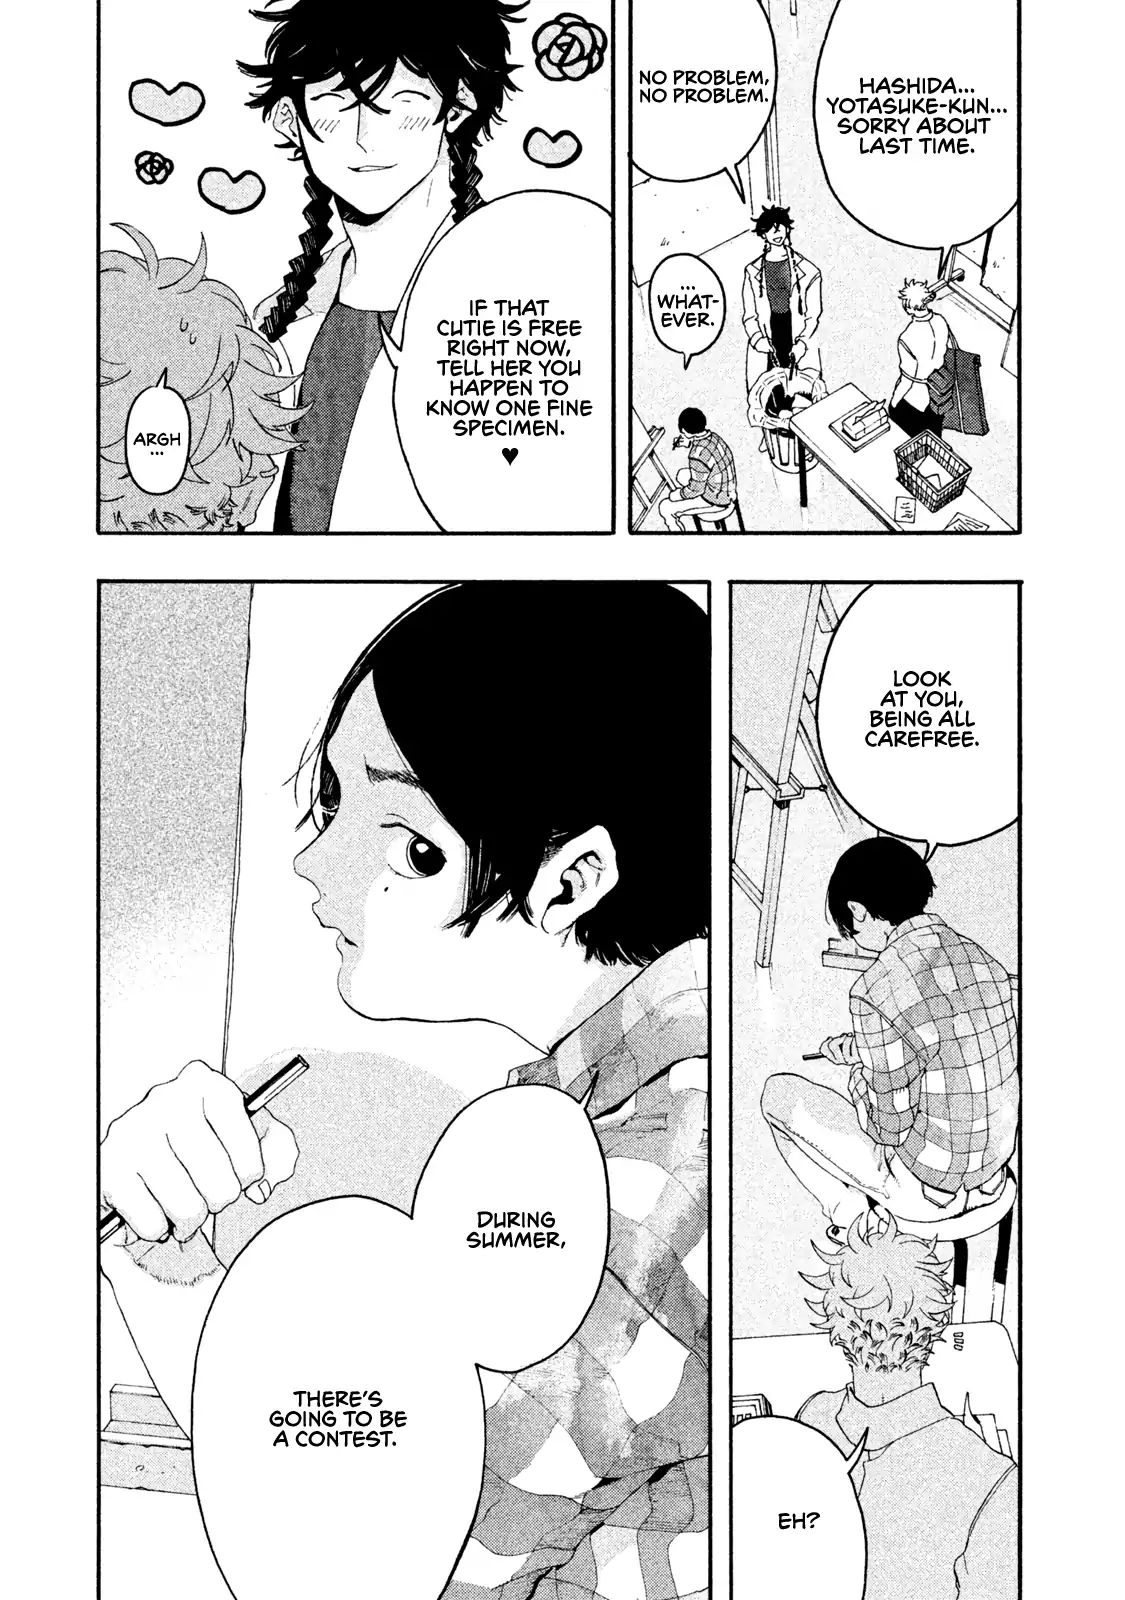 HASHIDA...
YOTASUKE-KUN...
SORRY ABOUT
LAST TIME.
NO PROBLEM,
NO PROBLEM.
...
WHAT-
EVER.
IF THAT
CUTIE IS FREE
RIGHT NOW,
TELL HER YOU
HAPPEN TO
KNOW ONE FINE
SPECIMEN.
♥
ARGH
...
LOOK
AT YOU,
BEING ALL
CAREFREE.
EH?
DURING
SUMMER,
THERE'S
GOING TO BE
A CONTEST.